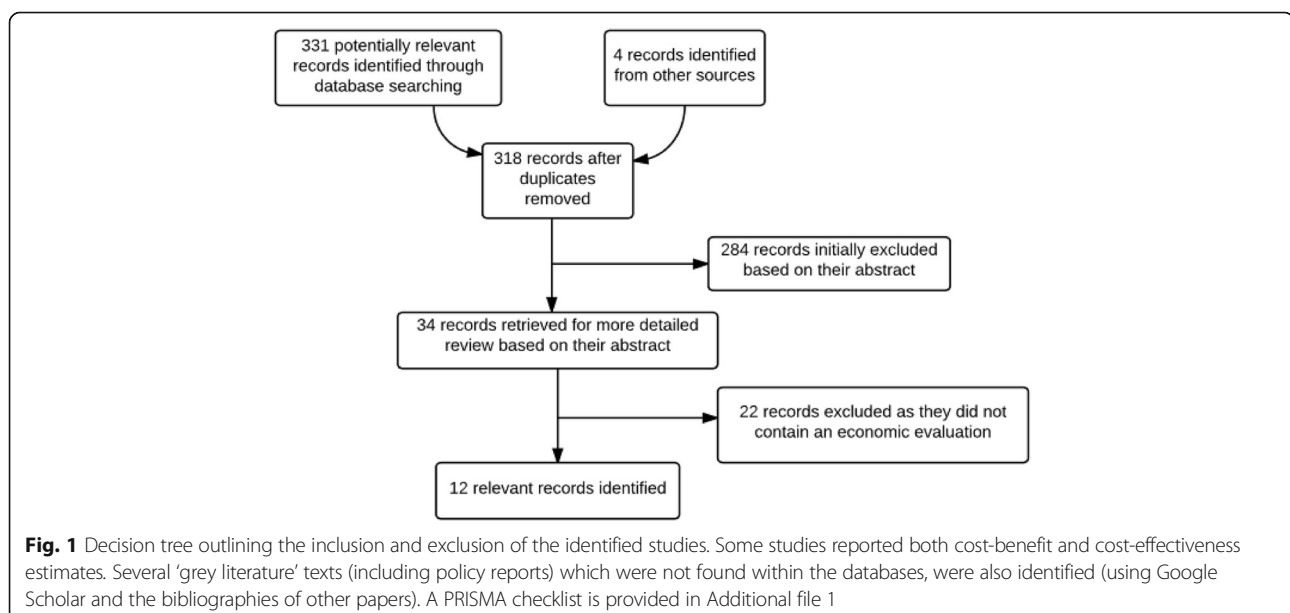 331 potentially relevant
records identified through
database searching
4 records identified
from other sources
318 records after
duplicates
removed
284 records initially excluded
based on their abstract
34 records retrieved for more detailed
review based on their abstract
22 records excluded as they did not
contain an economic evaluation
12 relevant records identified
Fig. 1 Decision tree outlining the inclusion and exclusion of the identified studies. Some studies reported both cost-benefit and cost-effectiveness
estimates. Several ‘grey literature’ texts (including policy reports) which were not found within the databases, were also identified (using Google
Scholar and the bibliographies of other papers). A PRISMA checklist is provided in Additional file 1